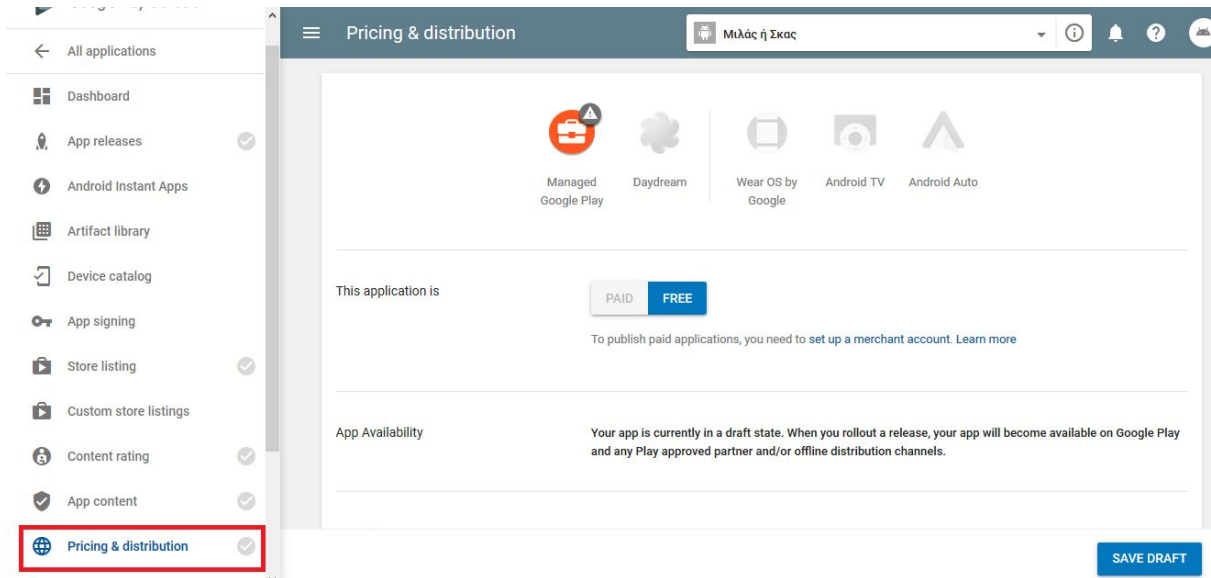 All applications
Dashboard
App releases
Android Instant Apps
Artifact library
Device catalog
App signing
Store listing
Custom store listings
Content rating
App content
Pricing & distribution
Pricing & distribution
Μιλάς ή Σκας
Managed
Google Play
Daydream
Wear OS by
Google
Android TV
Android Auto
This application is
PAID
FREE
To publish paid applications, you need to set up a merchant account. Learn more
App Availability
Your app is currently in a draft state. When you rollout a release, your app will become available on Google Play
and any Play approved partner and/or offline distribution channels.
SAVE DRAFT